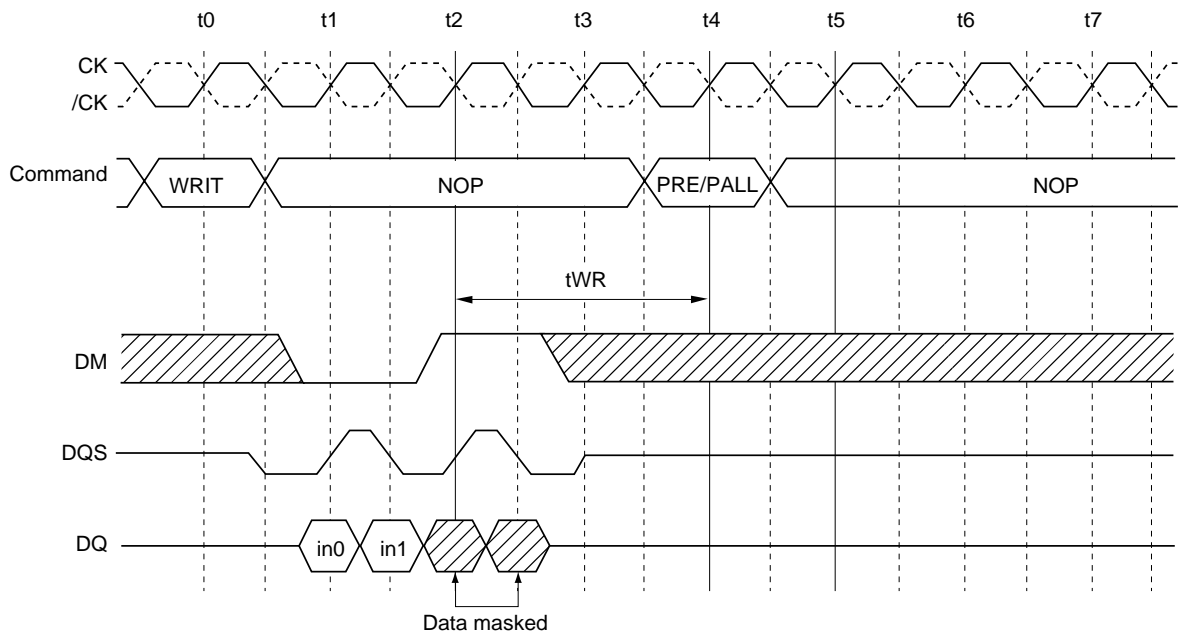 t0 t1 t2 t3 t4 t5 t6 t7
CK
/CK
Command WRIT NOP PRE/PALL NOP
tWR
DM
DQS
DQ in0 in1
Data masked